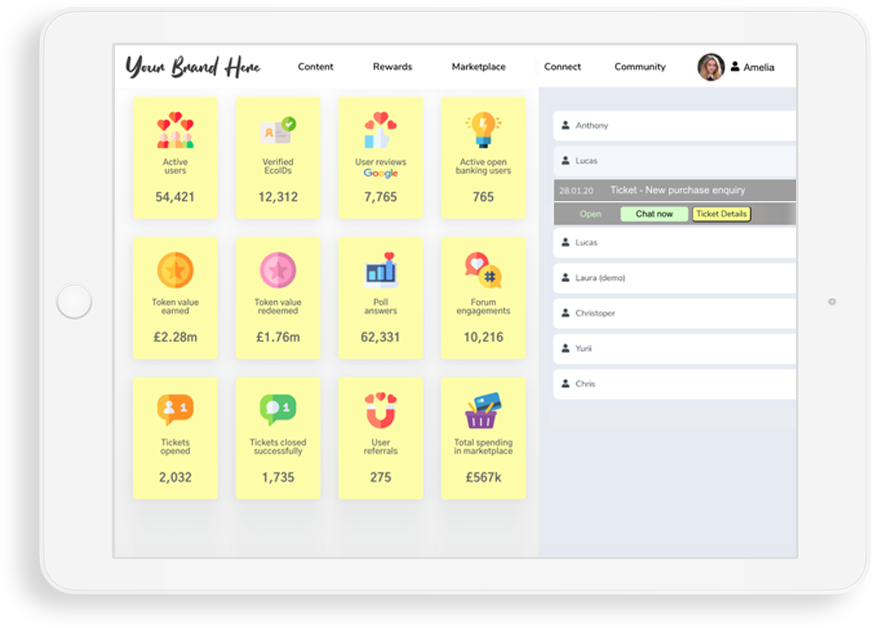 Your Brand Here
Content
Rewards
Marketplace
Connect
Community
Amelia
Active
users
54,421
Verified
EcoIDs
12,312
User reviews
Google
7,765
Active open
banking users
765
Token value
earned
£2.28m
Token value
redeemed
£1.76m
Poll
answers
62,331
Forum
engagements
10,216
1
Tickets
opened
2,032
1
Tickets closed
successfully
1,735
User
referrals
275
Total spending
in marketplace
£567k
Anthony
Lucas
28.01.20
Ticket - New purchase enquiry
Open
Chat now
Ticket Details
Lucas
Laura (demo)
Christoper
Yurii
Chris